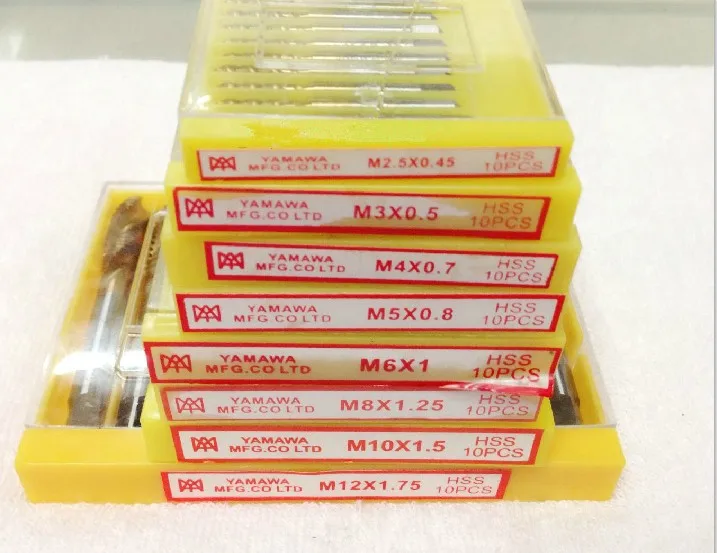 YAMAWA
MFG.CO LTD M2.5X0.45 HSS
10PCS
YAMAWA
MFG.CO LTD M3X0.5 HSS
10PCS
YAMAWA
MFG.CO LTD M4X0.7 HSS
10PCS
YAMAWA
MFG.CO LTD M5X0.8 HSS
10PCS
YAMAWA
MFG.CO LTD M6X1 HSS
10PCS
YAMAWA
MFG.CO LTD M8X1.25 HSS
10PCS
YAMAWA
MFG.CO LTD M10X1.5 HSS
10PCS
YAMAWA
MFG.CO LTD M12X1.75 HSS
10PCS